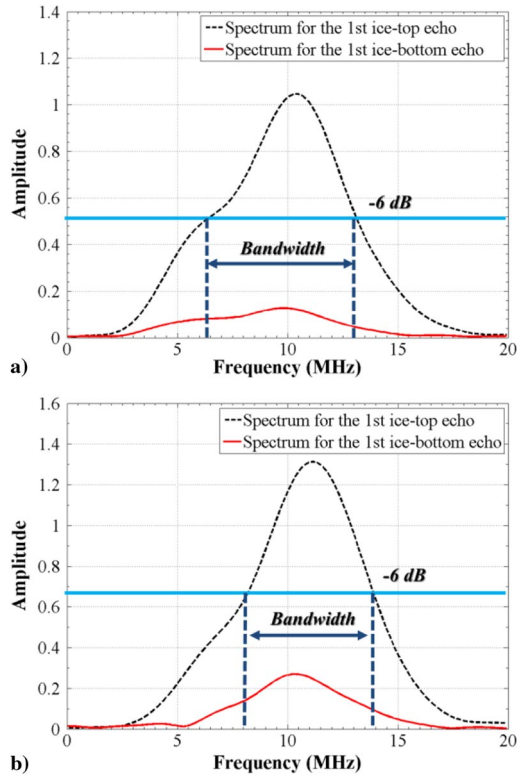 1.4
1.2
1
0.8
0.6
0.4
0.2
0
Amplitude
Spectrum for the 1st ice-top echo
Spectrum for the 1st ice-bottom echo
-6 dB
Bandwidth
0 5 10 15 20
Frequency (MHz)
a)
1.6
1.4
1.2
1
0.8
0.6
0.4
0.2
0
Amplitude
Spectrum for the 1st ice-top echo
Spectrum for the 1st ice-bottom echo
-6 dB
Bandwidth
0 5 10 15 20
Frequency (MHz)
b)